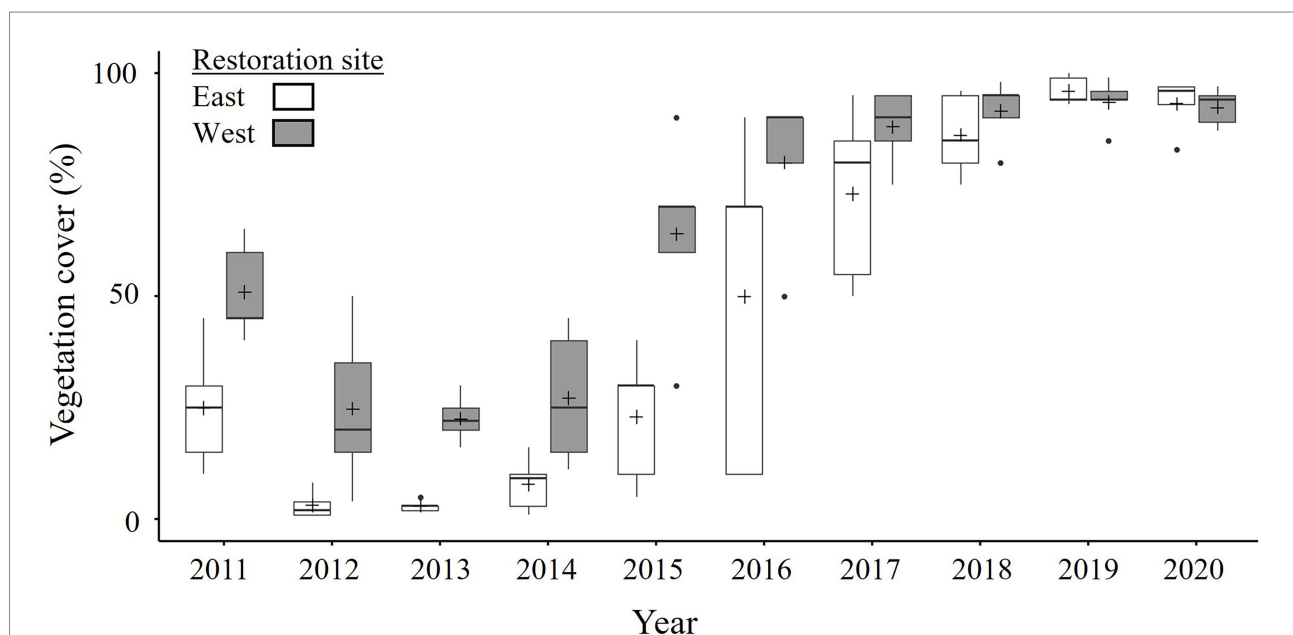 Restoration site
East
West
Vegetation cover (%)
100
50
0
2011 2012 2013 2014 2015 2016 2017 2018 2019 2020
Year